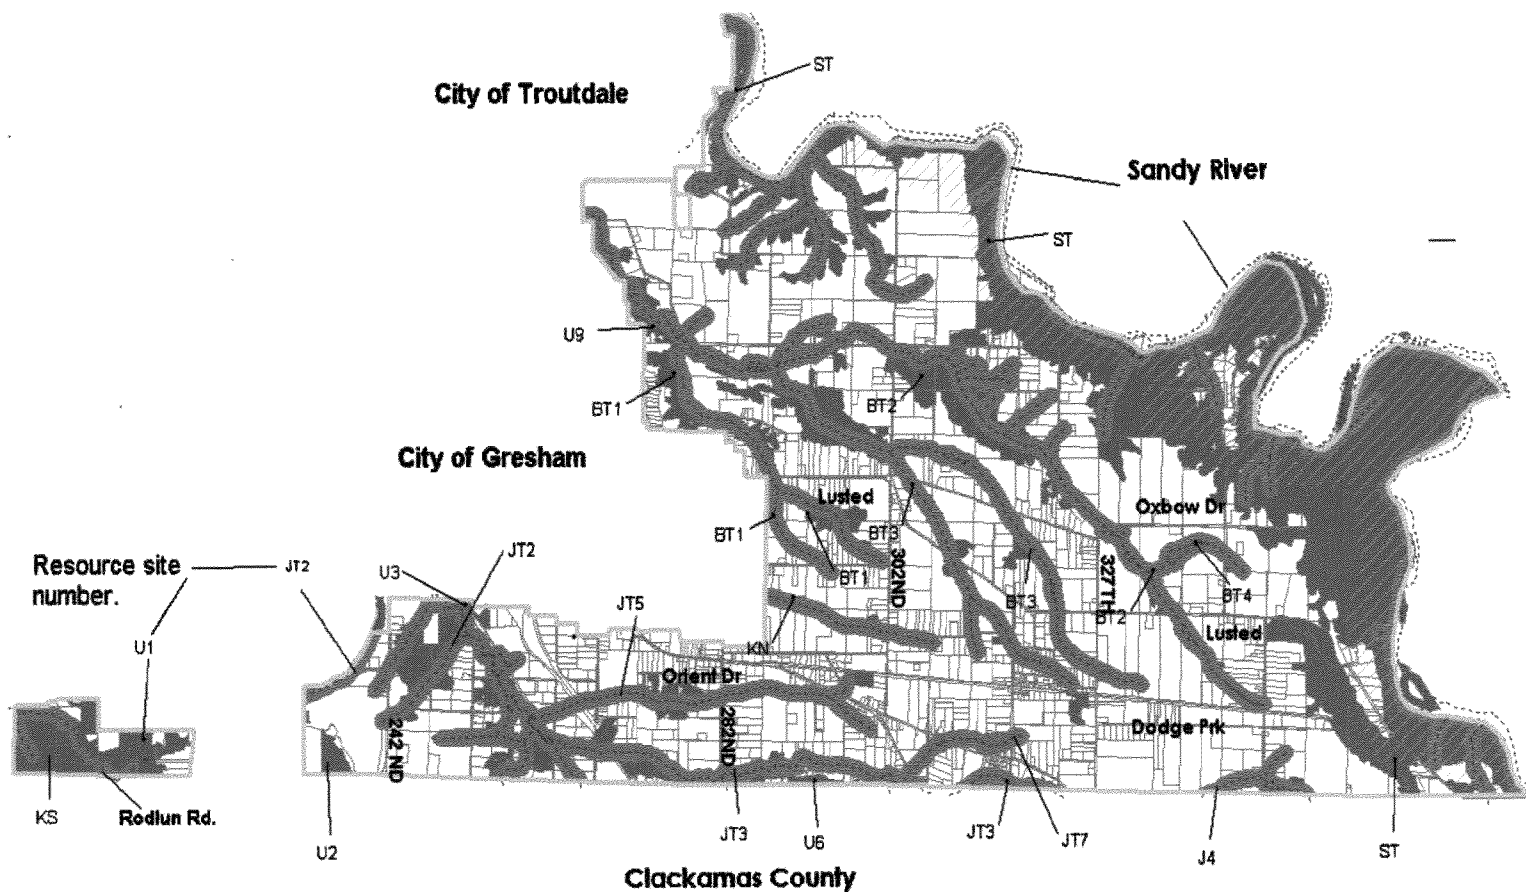 ST
City of Troutdale
Sandy River
ST
U9
BT1
BT2
City of Gresham
Lusted
Oxbow Dr
BT1
BT3
JT2
302ND
327TH
Resource site
number.
JT2
U3
BT1
BT3
BT4
JT5
BT2
Lusted
U1
KN
Orient Dr
242 ND
282ND
Dodge Prk
KS
Rodlun Rd.
U2
JT3
U6
JT3
JT7
J4
ST
Clackamas County